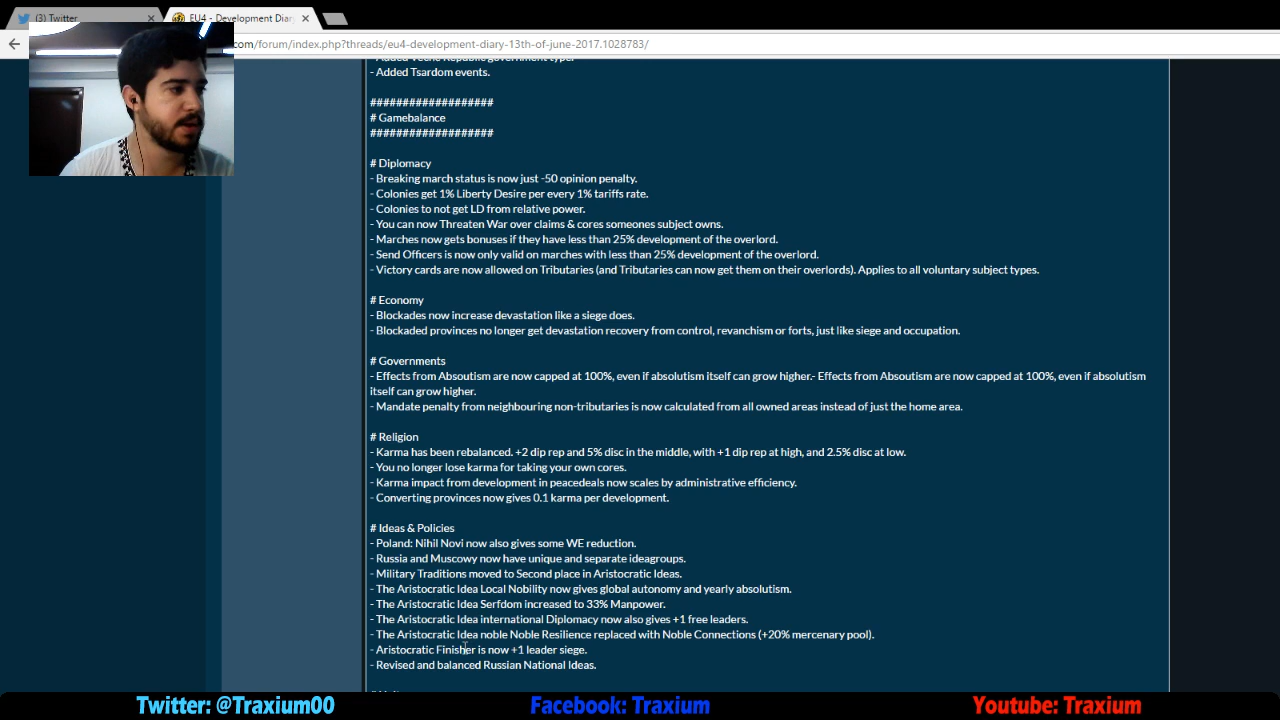 (3) Twitter
EU4 - Development Diar
com/forum/index.php?threads/eu4-development-diary-13th-of-june-2017.1028783/
- Added Veche Republic government type.
- Added Tsardom events.
###################
# Gamebalance
###################
# Diplomacy
- Breaking march status is now just -50 opinion penalty.
- Colonies get 1% Liberty Desire per every 1% tariffs rate.
- Colonies to not get LD from relative power.
- You can now Threaten War over claims & cores someones subject owns.
- Marches now gets bonuses if they have less than 25% development of the overlord.
- Send Officers is now only valid on marches with less than 25% development of the overlord.
- Victory cards are now allowed on Tributaries (and Tributaries can now get them on their overlords). Applies to all voluntary subject types.
# Economy
- Blockades now increase devastation like a siege does.
- Blockaded provinces no longer get devastation recovery from control, revanchism or forts, just like siege and occupation.
# Governments
- Effects from Absoutism are now capped at 100%, even if absolutism itself can grow higher.- Effects from Absoutism are now capped at 100%, even if absolutism
itself can grow higher.
- Mandate penalty from neighbouring non-tributaries is now calculated from all owned areas instead of just the home area.
# Religion
- Karma has been rebalanced. +2 dip rep and 5% disc in the middle, with +1 dip rep at high, and 2.5% disc at low.
- You no longer lose karma for taking your own cores.
- Karma impact from development in peacedeals now scales by administrative efficiency.
- Converting provinces now gives 0.1 karma per development.
# Ideas & Policies
- Poland: Nihil Novi now also gives some WE reduction.
- Russia and Muscowy now have unique and separate ideagroups.
- Military Traditions moved to Second place in Aristocratic Ideas.
- The Aristocratic Idea Local Nobility now gives global autonomy and yearly absolutism.
- The Aristocratic Idea Serfdom increased to 33% Manpower.
- The Aristocratic Idea international Diplomacy now also gives +1 free leaders.
- The Aristocratic Idea noble Noble Resilience replaced with Noble Connections (+20% mercenary pool).
- Aristocratic Finisher is now +1 leader siege.
- Revised and balanced Russian National Ideas.
Twitter: @Traxium00
Facebook: Traxium
Youtube: Traxium